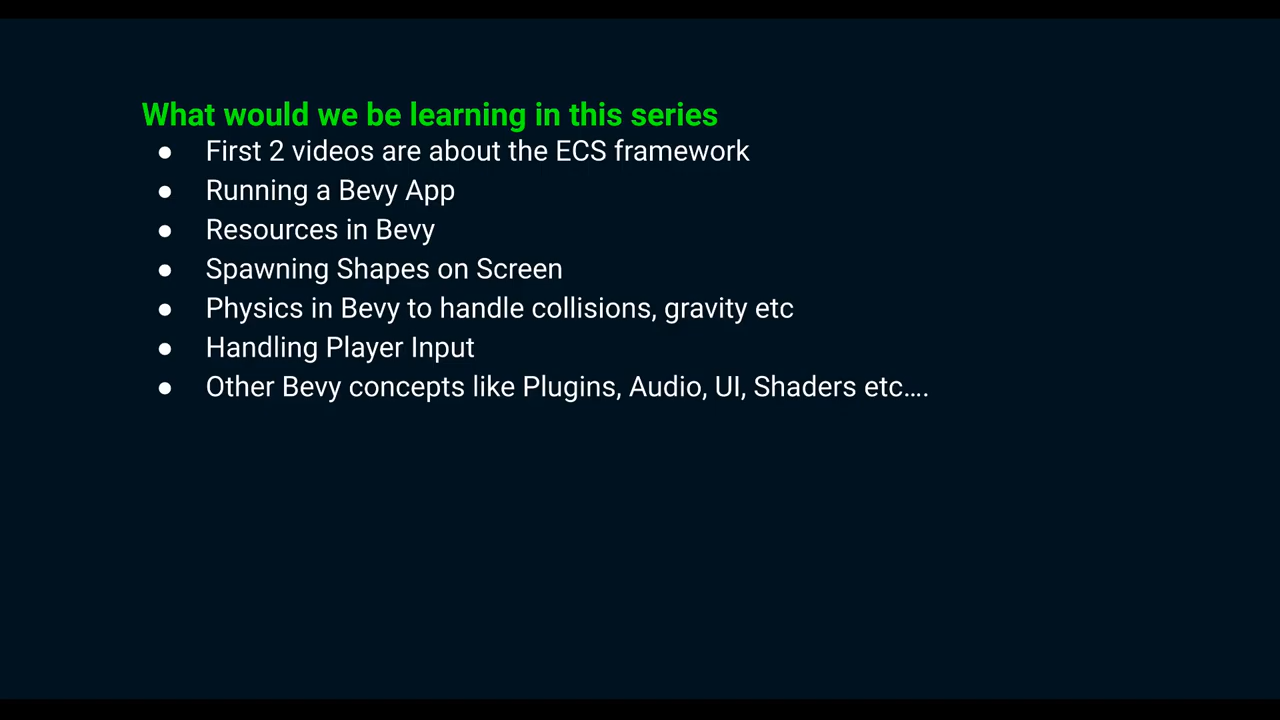 What would we be learning in this series
● First 2 videos are about the ECS framework
● Running a Bevy App
● Resources in Bevy
● Spawning Shapes on Screen
● Physics in Bevy to handle collisions, gravity etc
● Handling Player Input
● Other Bevy concepts like Plugins, Audio, UI, Shaders etc….